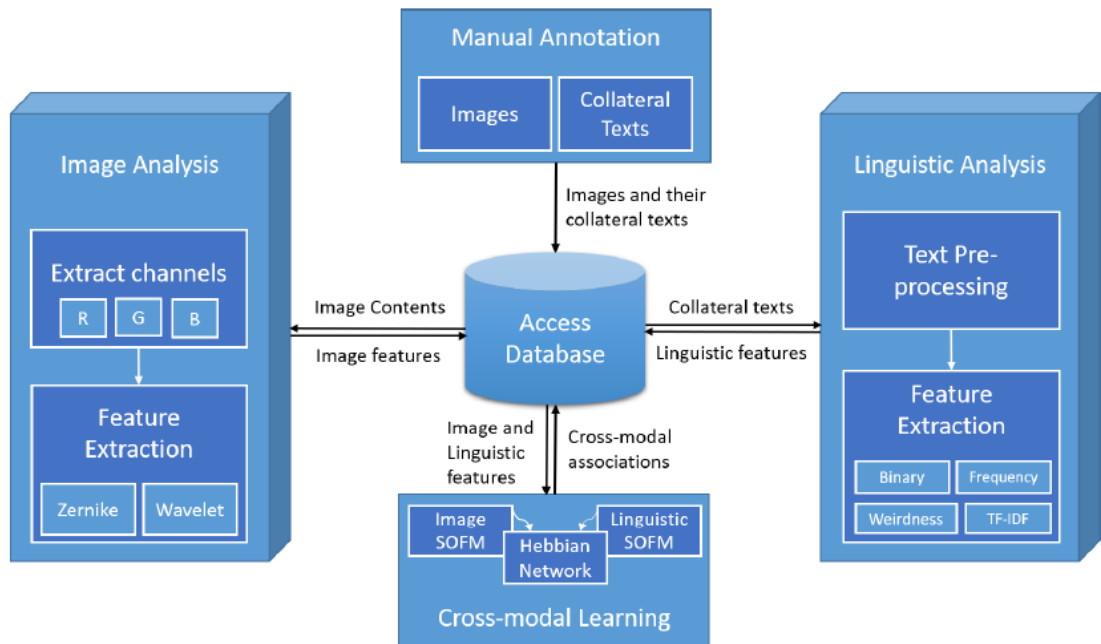 Manual Annotation
Images
Collateral
Texts
Images and their
collateral texts
Image Analysis
Extract channels
R
G
B
Feature
Extraction
Zernike
Wavelet
Image Contents
Image features
Access
Database
Collateral texts
Linguistic features
Linguistic Analysis
Text Pre-
processing
Feature
Extraction
Binary
Frequency
Weirdness
TF-IDF
Image and
Linguistic
features
Cross-modal
associations
Image
SOFM
Hebbian
Network
Linguistic
SOFM
Cross-modal Learning